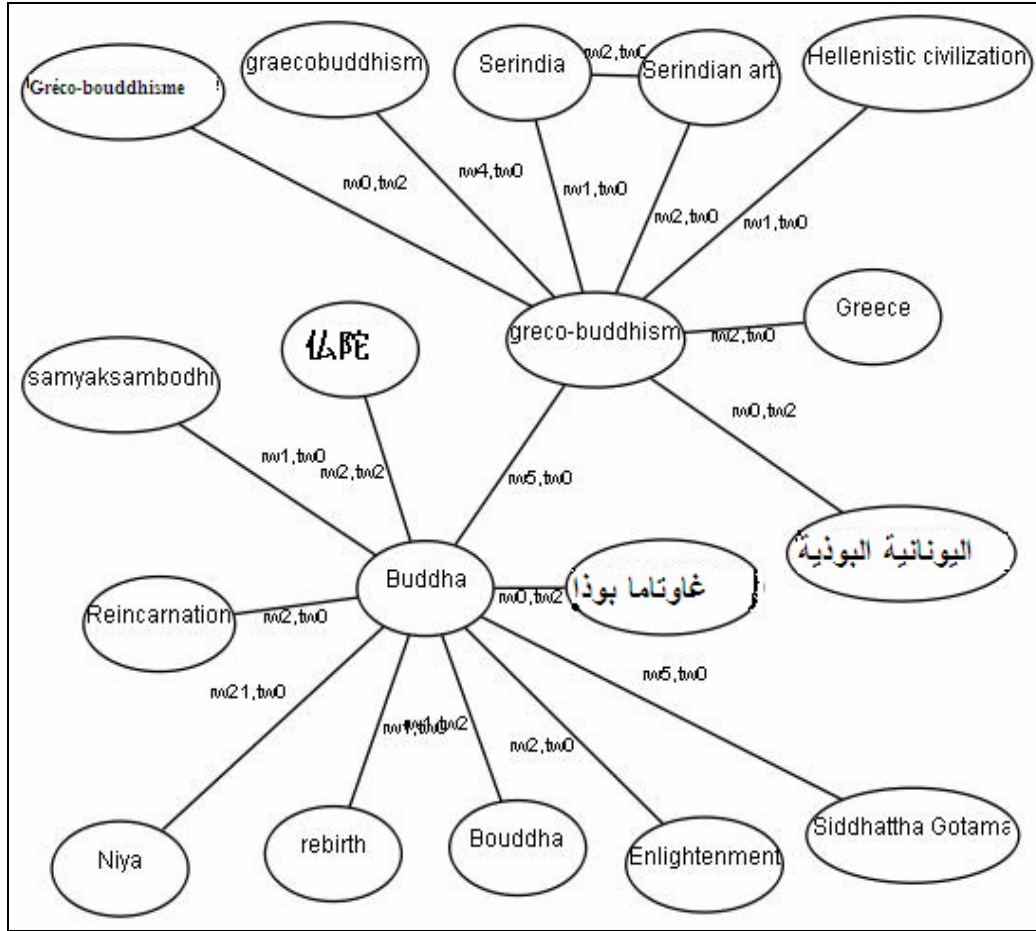 graecobuddhism
Serindia
rw2,tw0
Serindian art
Hellenistic civilization
Gréco-bouddhisme
rw0,tw2
rw4,tw0
rw1,tw0
rw2,tw0
rw1,tw0
greco-buddhism
rw2,tw0
Greece
仏陀
samyaksambodhi
rw0,tw2
rw1,tw0
rw2,tw2
rw5,tw0
اليونانية البوذية
Buddha
rw0,tw2
غاوتاما بوذا
Reincarnation
rw2,tw0
rw21,tw0
rw5,tw0
rw2,tw0
Niya
rebirth
Bouddha
Enlightenment
Siddhattha Gotama